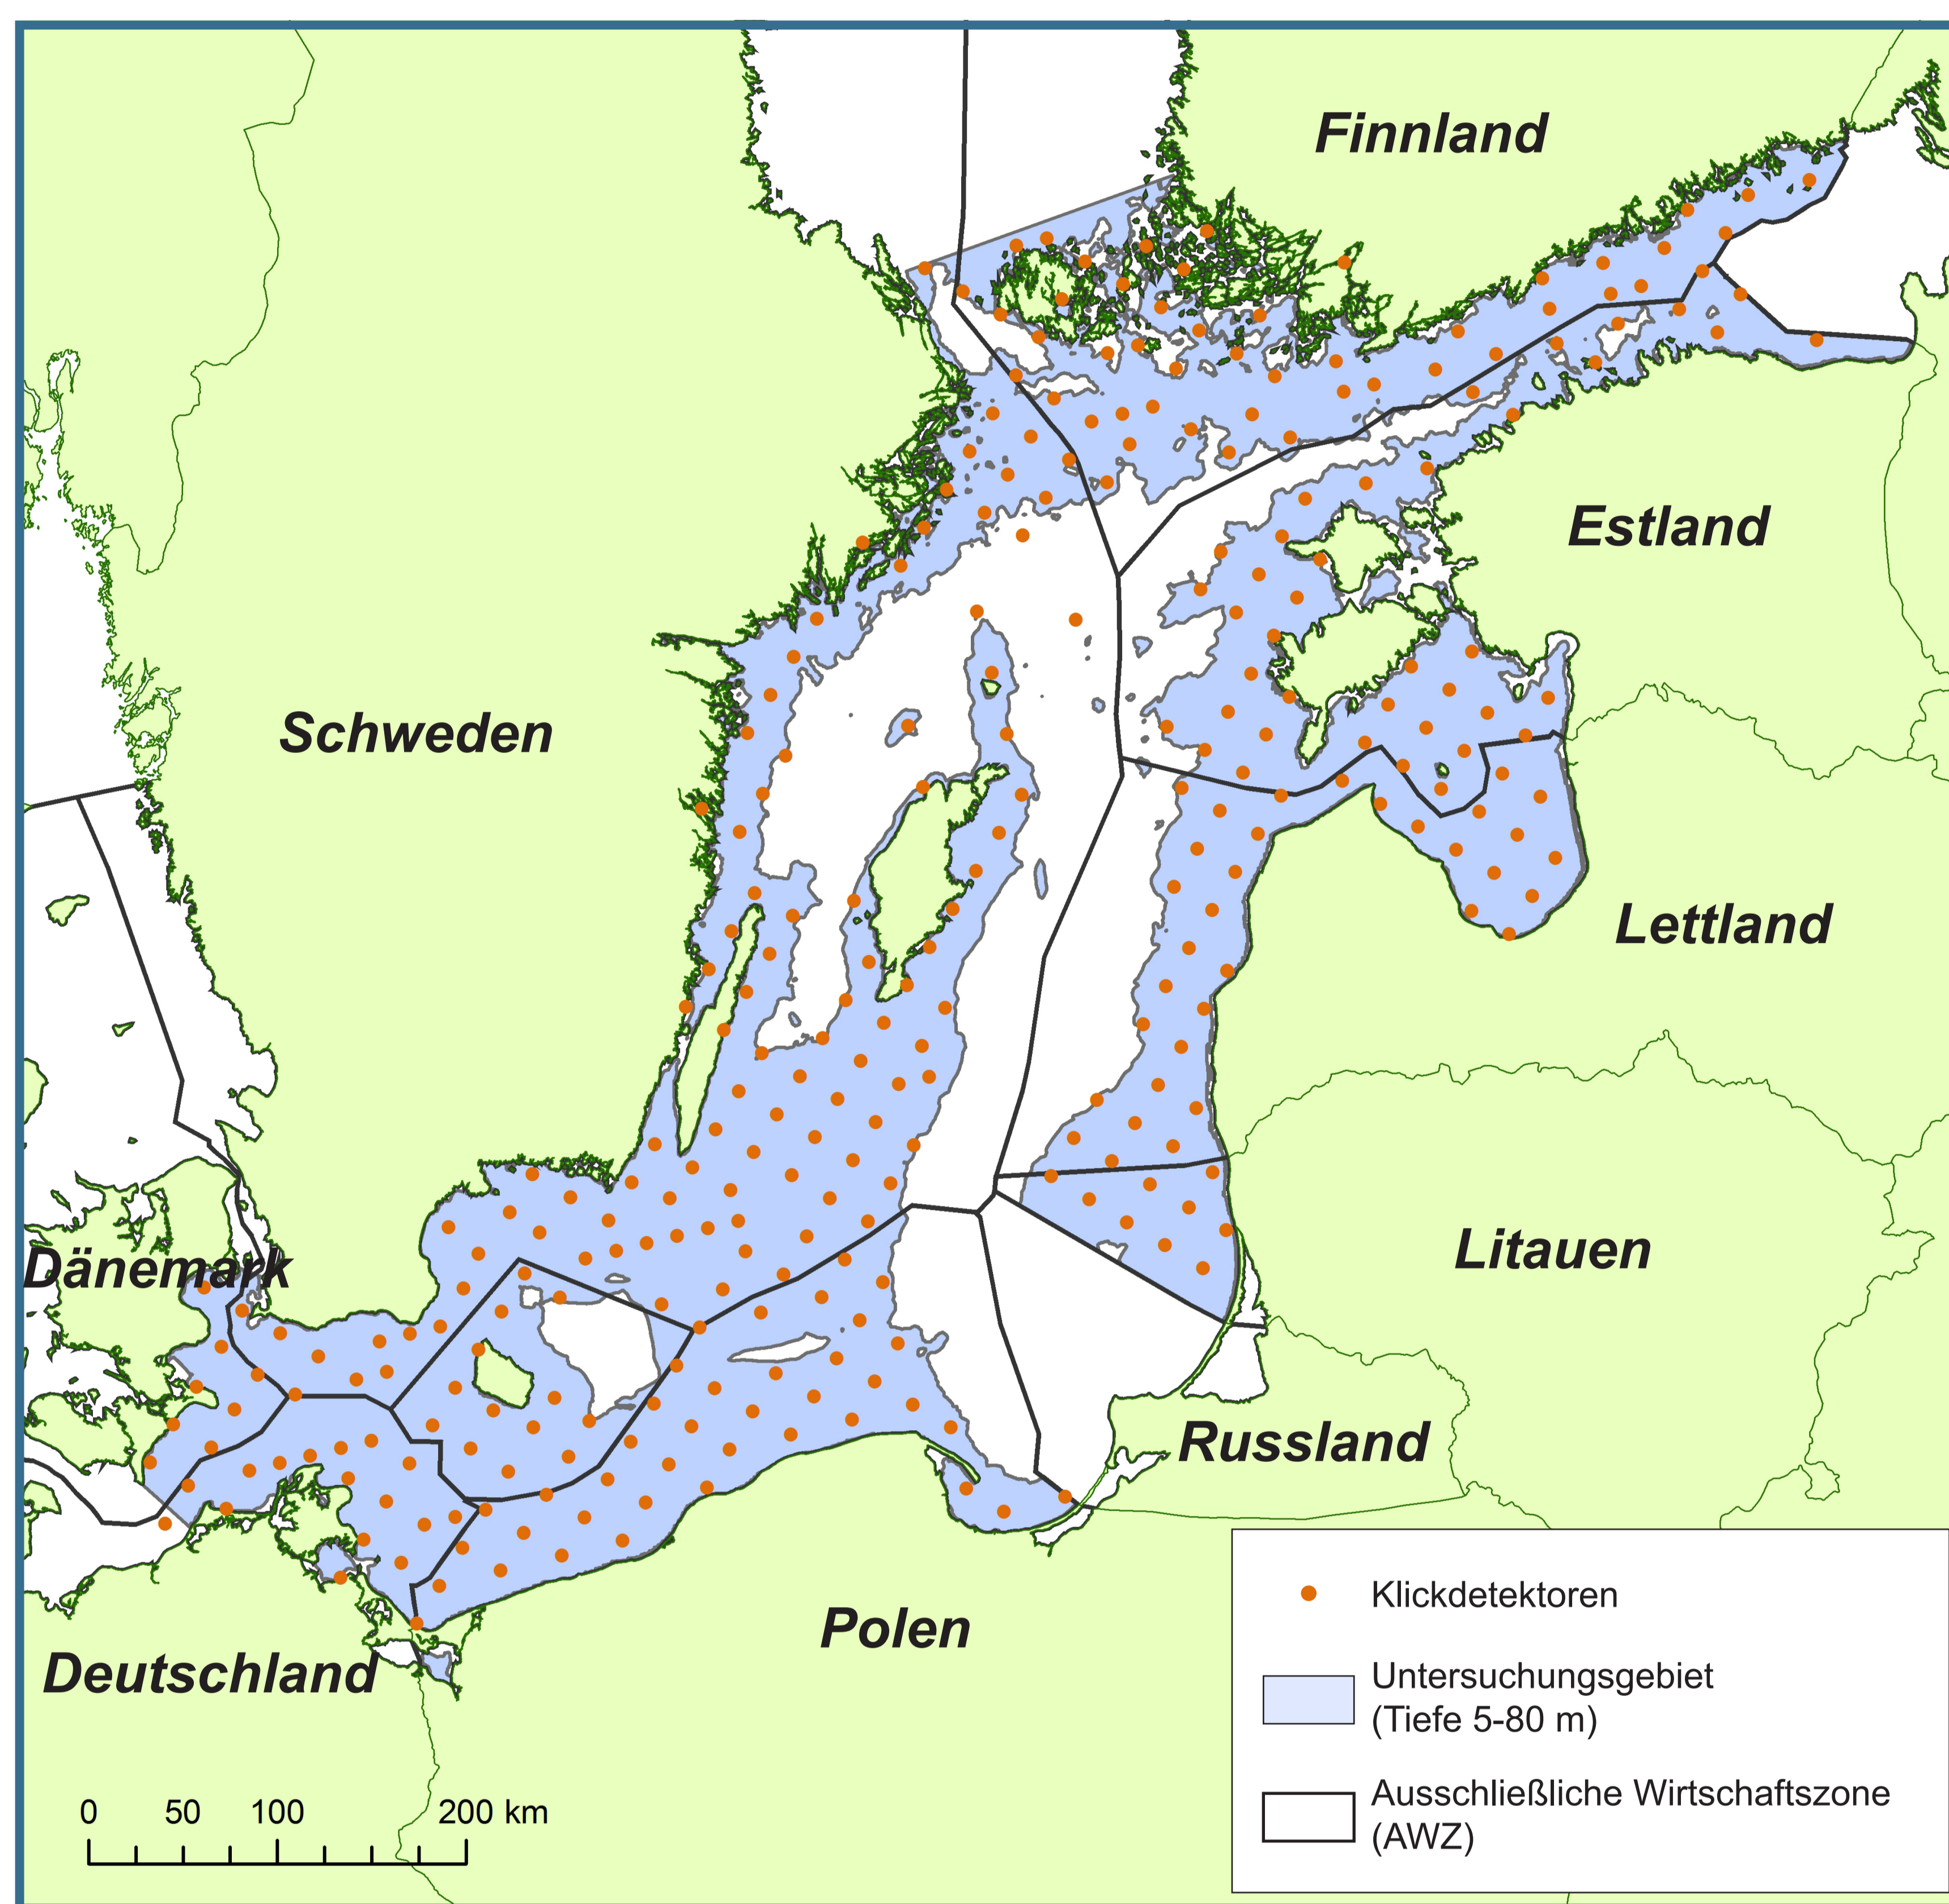 Finnland
Estland
Schweden
Lettland
Dänemark
Litauen
Russland
Polen
Deutschland
Klickdetektoren
Untersuchungsgebiet
(Tiefe 5-80 m)
Ausschließliche Wirtschaftszone
(AWZ)
0 50 100 200 km